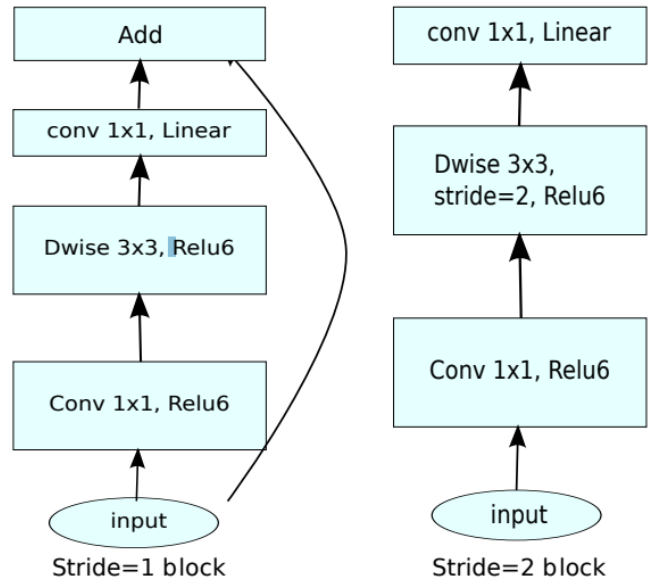 Add
conv 1x1, Linear
Dwise 3x3, Relu6
Conv 1x1, Relu6
input
Stride=1 block
conv 1x1, Linear
Dwise 3x3,
stride=2, Relu6
Conv 1x1, Relu6
input
Stride=2 block